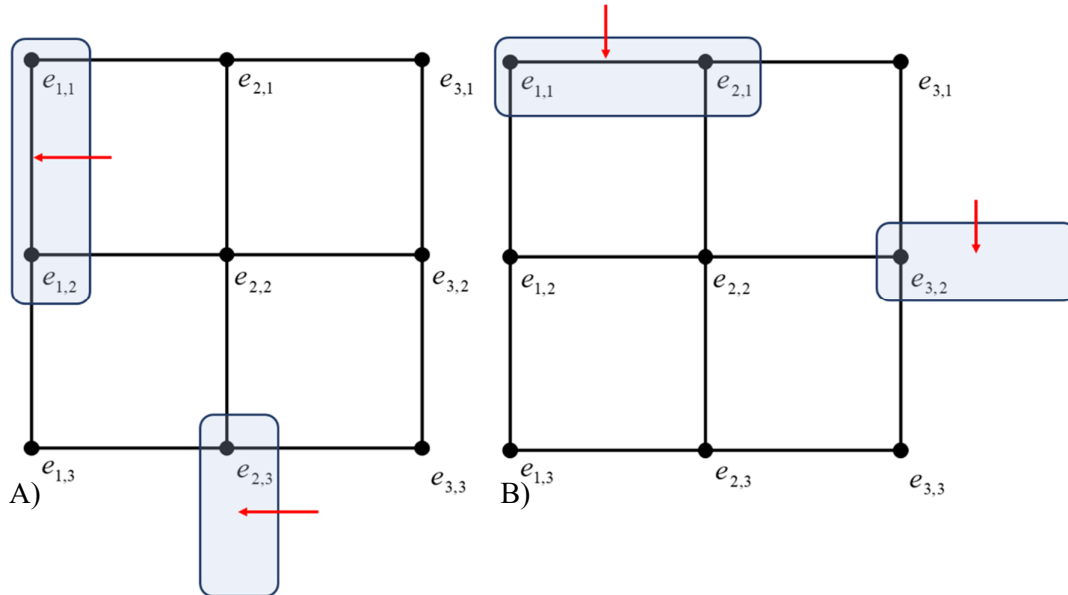 e1,1 e2,1 e3,1
e1,2 e2,2 e3,2
e1,3 e2,3 e3,3
A)
e1,1 e2,1 e3,1
e1,2 e2,2 e3,2
e1,3 e2,3 e3,3
B)